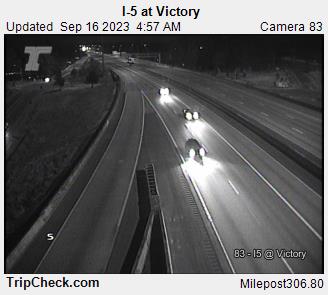 I-5 at Victory
Updated Sep 16 2023 4:57 AM Camera 83
T
S
83 - I5 @ Victory
TripCheck.com Milepost306.80